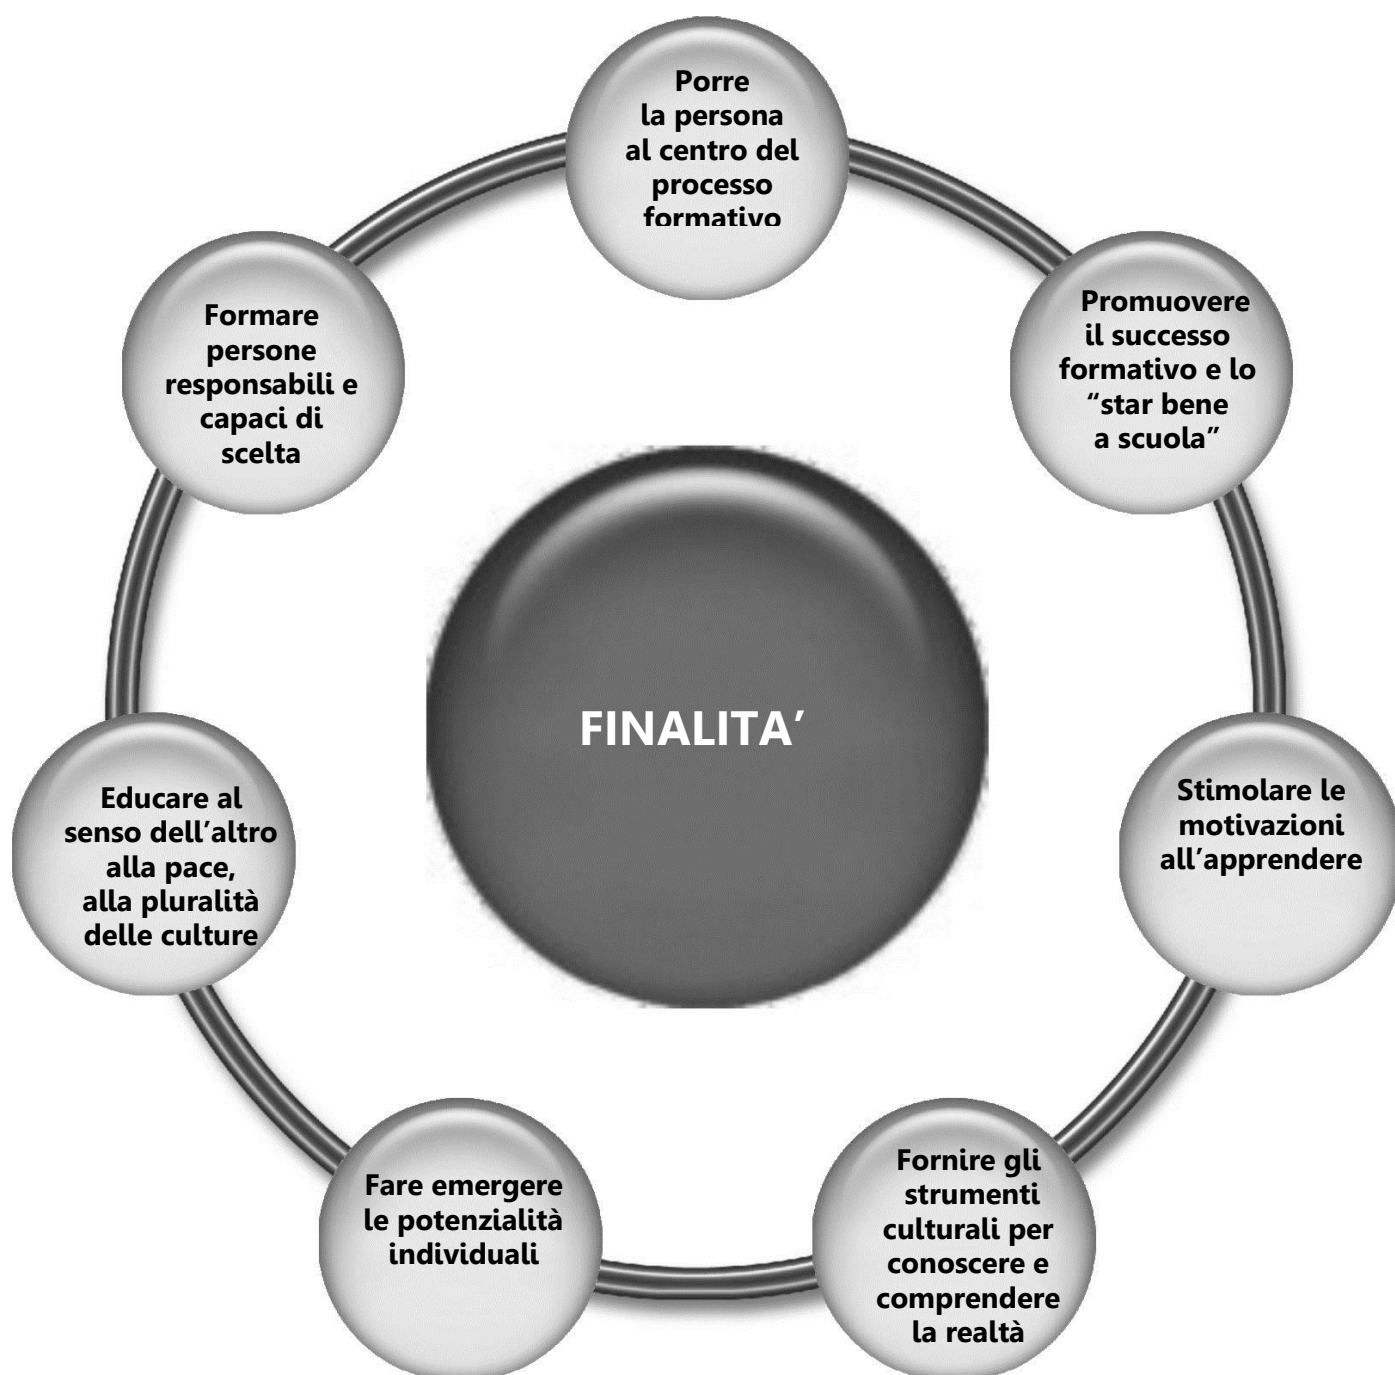 Porre
la persona
al centro del
processo
formativo
Promuovere
il successo
formativo e lo
“star bene
a scuola”
Stimolare le
motivazioni
all’apprendere
Fornire gli
strumenti
culturali per
conoscere e
comprendere
la realtà
Fare emergere
le potenzialità
individuali
Educare al
senso dell’altro
alla pace,
alla pluralità
delle culture
Formare
persone
responsabili e
capaci di
scelta
FINALITA’